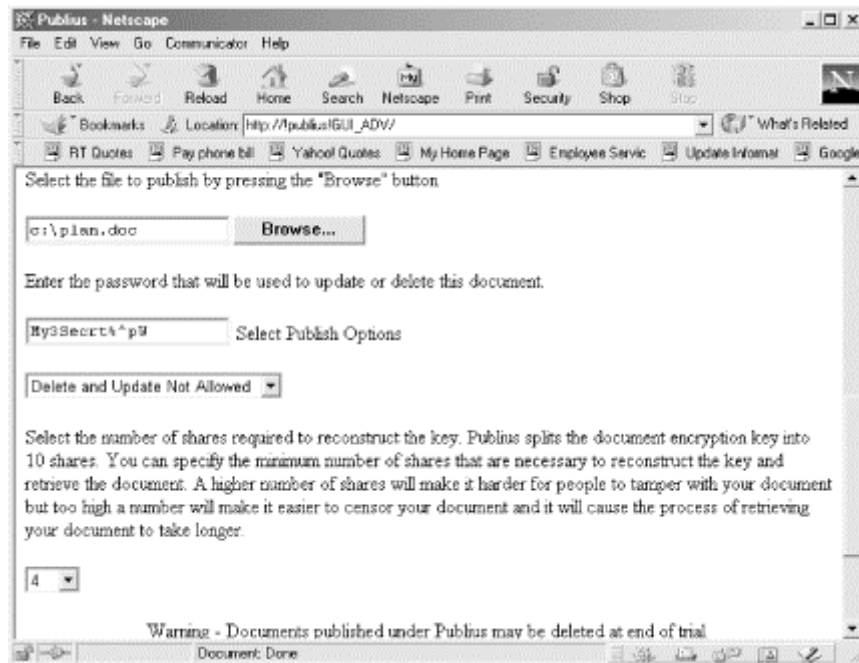 Publius - Netscape
File Edit View Go Communicator Help
Back Forward Reload Home Search Netscape Print Security Shop Stop
Bookmarks Location: http://!publius!GUI_ADV/ What's Related
RT Quotes Pay phone bill Yahoo! Quotes My Home Page Employee Servic Update Informat Google
Select the file to publish by pressing the "Browse" button
c:\plan.doc Browse...
Enter the password that will be used to update or delete this document.
My3Secrt%^pW Select Publish Options
Delete and Update Not Allowed
Select the number of shares required to reconstruct the key. Publius splits the document encryption key into
10 shares. You can specify the minimum number of shares that are necessary to reconstruct the key and
retrieve the document. A higher number of shares will make it harder for people to tamper with your document
but too high a number will make it easier to censor your document and it will cause the process of retrieving
your document to take longer.
4
Warning - Documents published under Publius may be deleted at end of trial
Document: Done